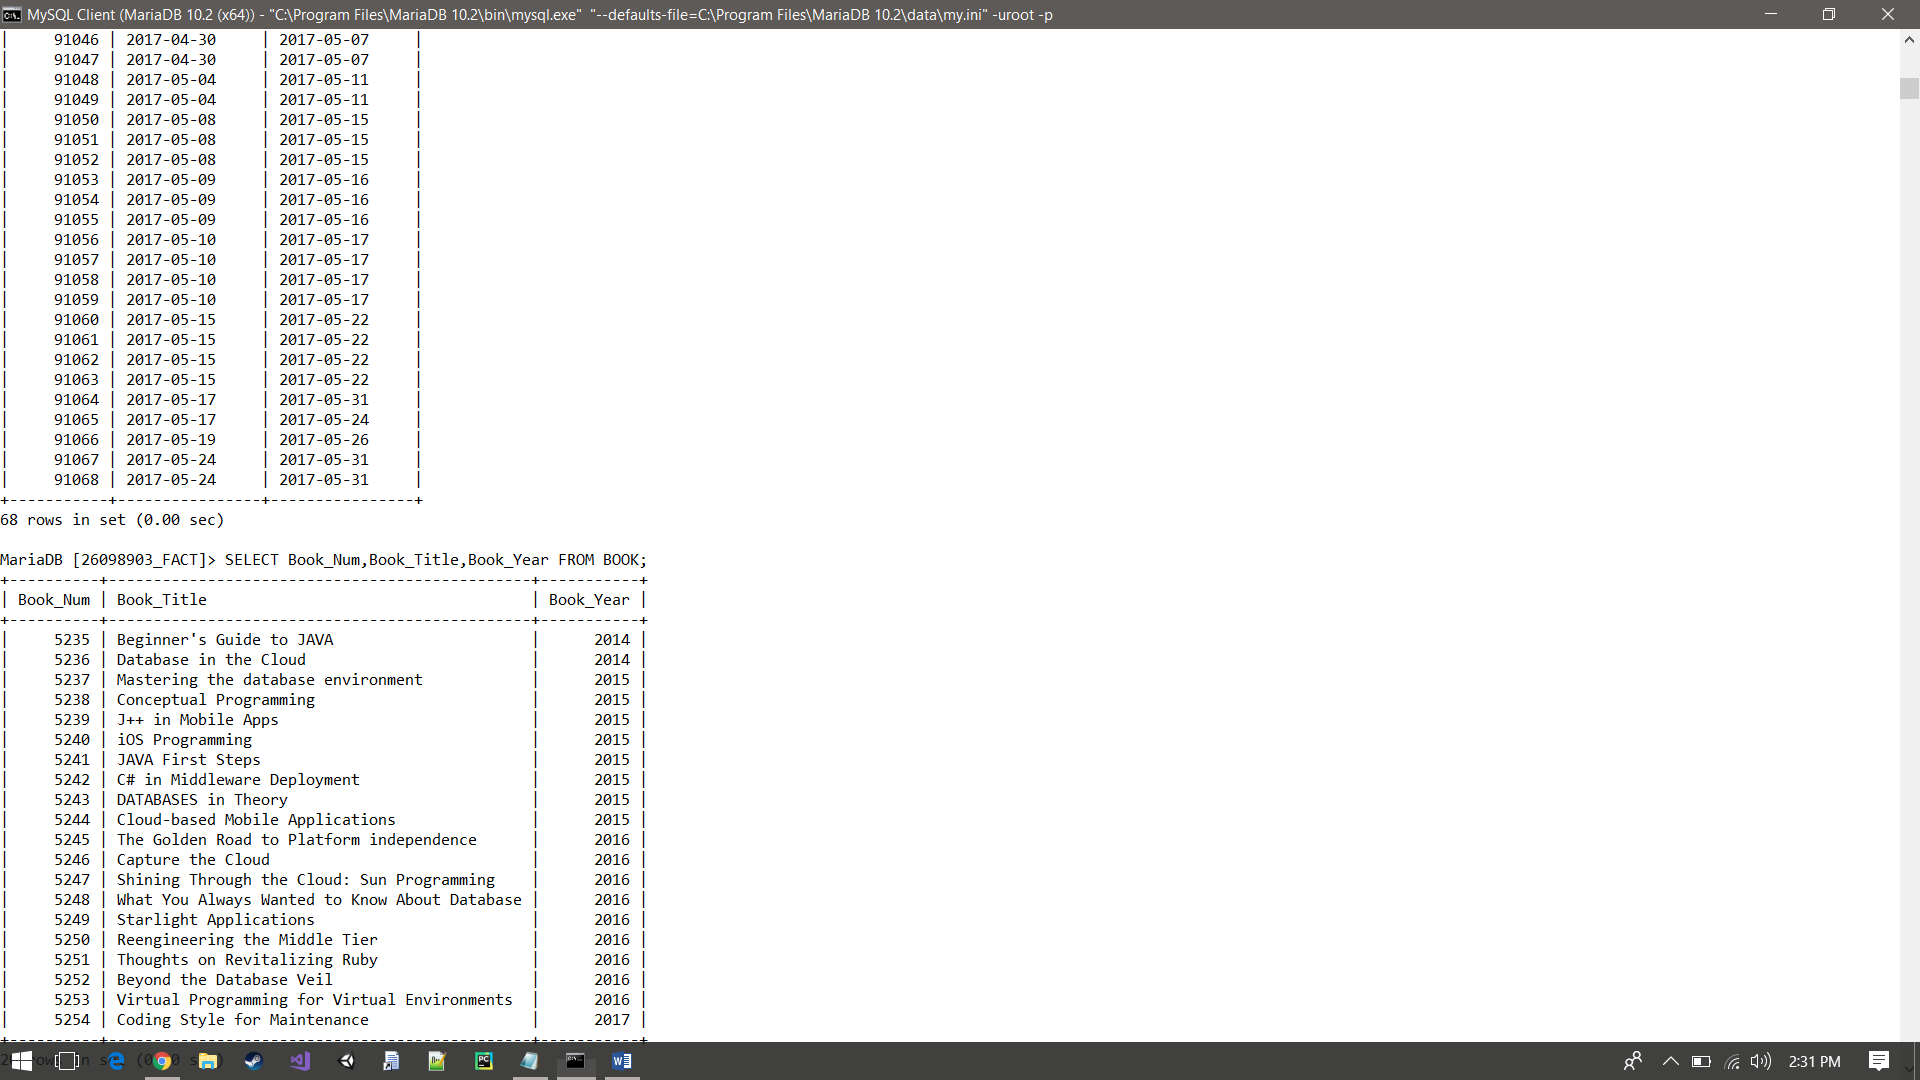 MySQL Client (MariaDB 10.2 (x64)) - "C:\Program Files\MariaDB 10.2\bin\mysql.exe"  "--defaults-file=C:\Program Files\MariaDB 10.2\data\my.ini" -uroot -p
|     91046 | 2017-04-30     | 2017-05-07     |
|     91047 | 2017-04-30     | 2017-05-07     |
|     91048 | 2017-05-04     | 2017-05-11     |
|     91049 | 2017-05-04     | 2017-05-11     |
|     91050 | 2017-05-08     | 2017-05-15     |
|     91051 | 2017-05-08     | 2017-05-15     |
|     91052 | 2017-05-08     | 2017-05-15     |
|     91053 | 2017-05-09     | 2017-05-16     |
|     91054 | 2017-05-09     | 2017-05-16     |
|     91055 | 2017-05-09     | 2017-05-16     |
|     91056 | 2017-05-10     | 2017-05-17     |
|     91057 | 2017-05-10     | 2017-05-17     |
|     91058 | 2017-05-10     | 2017-05-17     |
|     91059 | 2017-05-10     | 2017-05-17     |
|     91060 | 2017-05-15     | 2017-05-22     |
|     91061 | 2017-05-15     | 2017-05-22     |
|     91062 | 2017-05-15     | 2017-05-22     |
|     91063 | 2017-05-15     | 2017-05-22     |
|     91064 | 2017-05-17     | 2017-05-31     |
|     91065 | 2017-05-17     | 2017-05-24     |
|     91066 | 2017-05-19     | 2017-05-26     |
|     91067 | 2017-05-24     | 2017-05-31     |
|     91068 | 2017-05-24     | 2017-05-31     |
+-----------+----------------+----------------+
68 rows in set (0.00 sec)
MariaDB [26098903_FACT]> SELECT Book_Num,Book_Title,Book_Year FROM BOOK;
+----------+-----------------------------------------------+-----------+
| Book_Num | Book_Title                                    | Book_Year |
+----------+-----------------------------------------------+-----------+
|     5235 | Beginner's Guide to JAVA                      |      2014 |
|     5236 | Database in the Cloud                         |      2014 |
|     5237 | Mastering the database environment            |      2015 |
|     5238 | Conceptual Programming                        |      2015 |
|     5239 | J++ in Mobile Apps                            |      2015 |
|     5240 | iOS Programming                               |      2015 |
|     5241 | JAVA First Steps                              |      2015 |
|     5242 | C# in Middleware Deployment                   |      2015 |
|     5243 | DATABASES in Theory                           |      2015 |
|     5244 | Cloud-based Mobile Applications               |      2015 |
|     5245 | The Golden Road to Platform independence      |      2016 |
|     5246 | Capture the Cloud                             |      2016 |
|     5247 | Shining Through the Cloud: Sun Programming    |      2016 |
|     5248 | What You Always Wanted to Know About Database |      2016 |
|     5249 | Starlight Applications                        |      2016 |
|     5250 | Reengineering the Middle Tier                 |      2016 |
|     5251 | Thoughts on Revitalizing Ruby                 |      2016 |
|     5252 | Beyond the Database Veil                      |      2016 |
|     5253 | Virtual Programming for Virtual Environments  |      2016 |
|     5254 | Coding Style for Maintenance                  |      2017 |
+----------+-----------------------------------------------+-----------+
2:31 PM